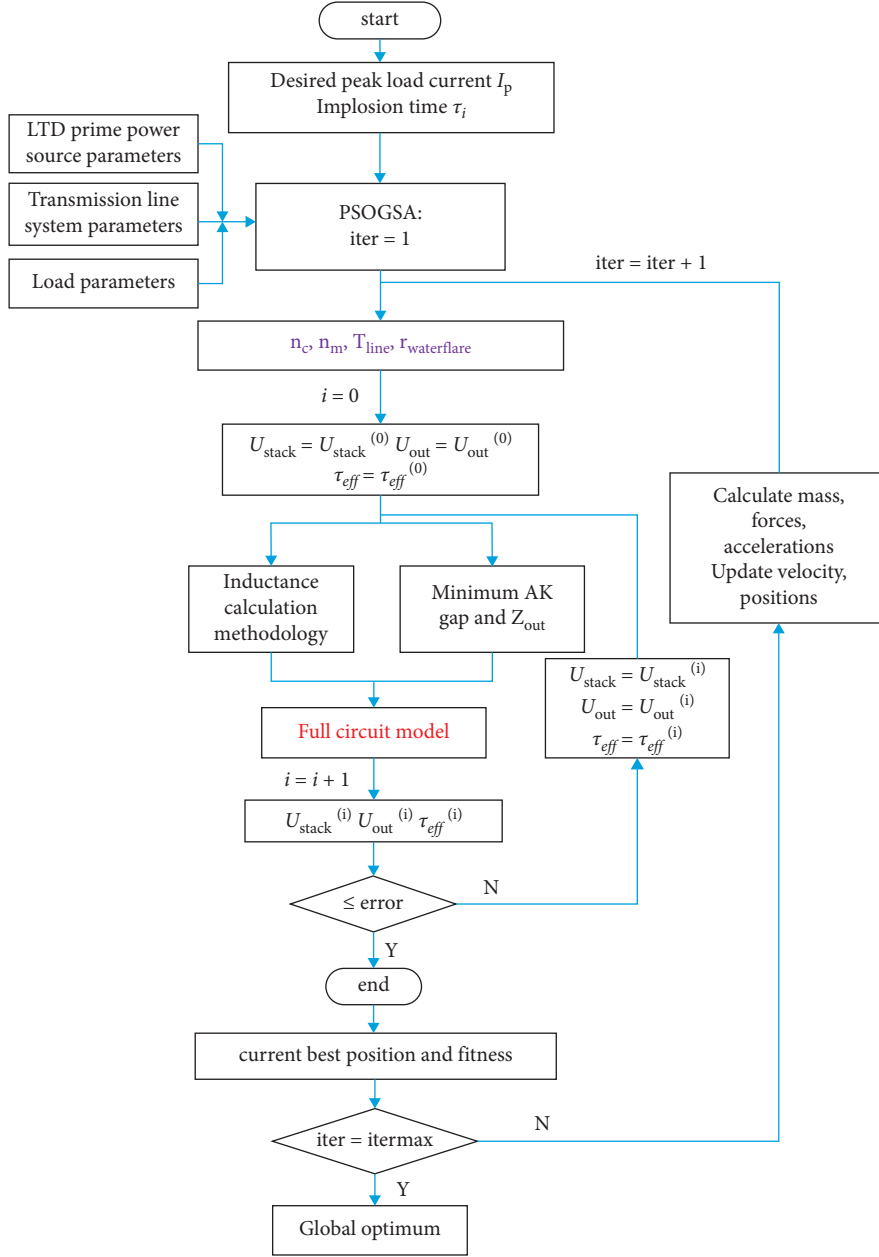 start
Desired peak load current Iₚ
Implosion time τᵢ
LTD prime power
source parameters
Transmission line
system parameters
Load parameters
PSOGSA:
iter = 1
iter = iter + 1
n_c, n_m, T_line, r_waterflare
i = 0
U_stack = U_stack^(0) U_out = U_out^(0)
τ_eff = τ_eff^(0)
Calculate mass,
forces,
accelerations
Update velocity,
positions
Inductance
calculation
methodology
Minimum AK
gap and Z_out
U_stack = U_stack^(i)
U_out = U_out^(i)
τ_eff = τ_eff^(i)
Full circuit model
i = i + 1
U_stack^(i) U_out^(i) τ_eff^(i)
≤ error
N
Y
end
current best position and fitness
iter = itermax
N
Y
Global optimum